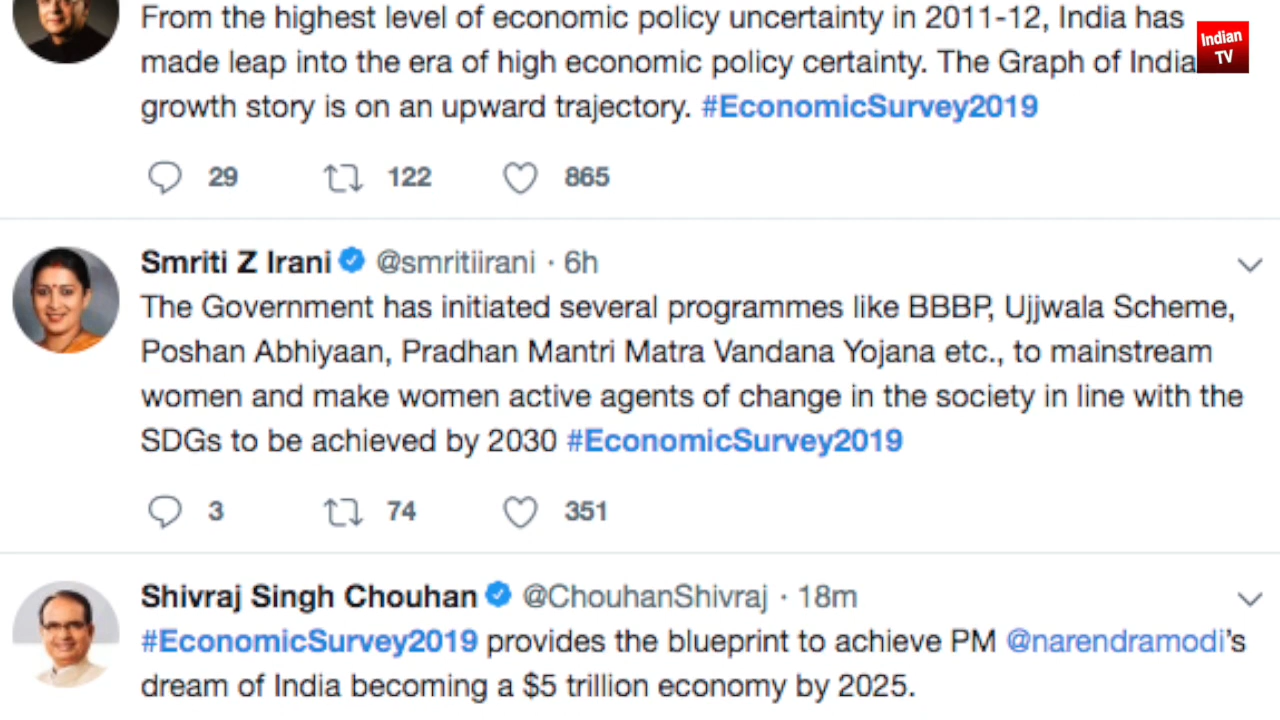 From the highest level of economic policy uncertainty in 2011-12, India has
made leap into the era of high economic policy certainty. The Graph of India
growth story is on an upward trajectory. #EconomicSurvey2019
Indian
TV
29 122 865
Smriti Z Irani @smritiirani · 6h
The Government has initiated several programmes like BBBP, Ujjwala Scheme,
Poshan Abhiyaan, Pradhan Mantri Matra Vandana Yojana etc., to mainstream
women and make women active agents of change in the society in line with the
SDGs to be achieved by 2030 #EconomicSurvey2019
3 74 351
Shivraj Singh Chouhan @ChouhanShivraj · 18m
#EconomicSurvey2019 provides the blueprint to achieve PM @narendramodi's
dream of India becoming a $5 trillion economy by 2025.